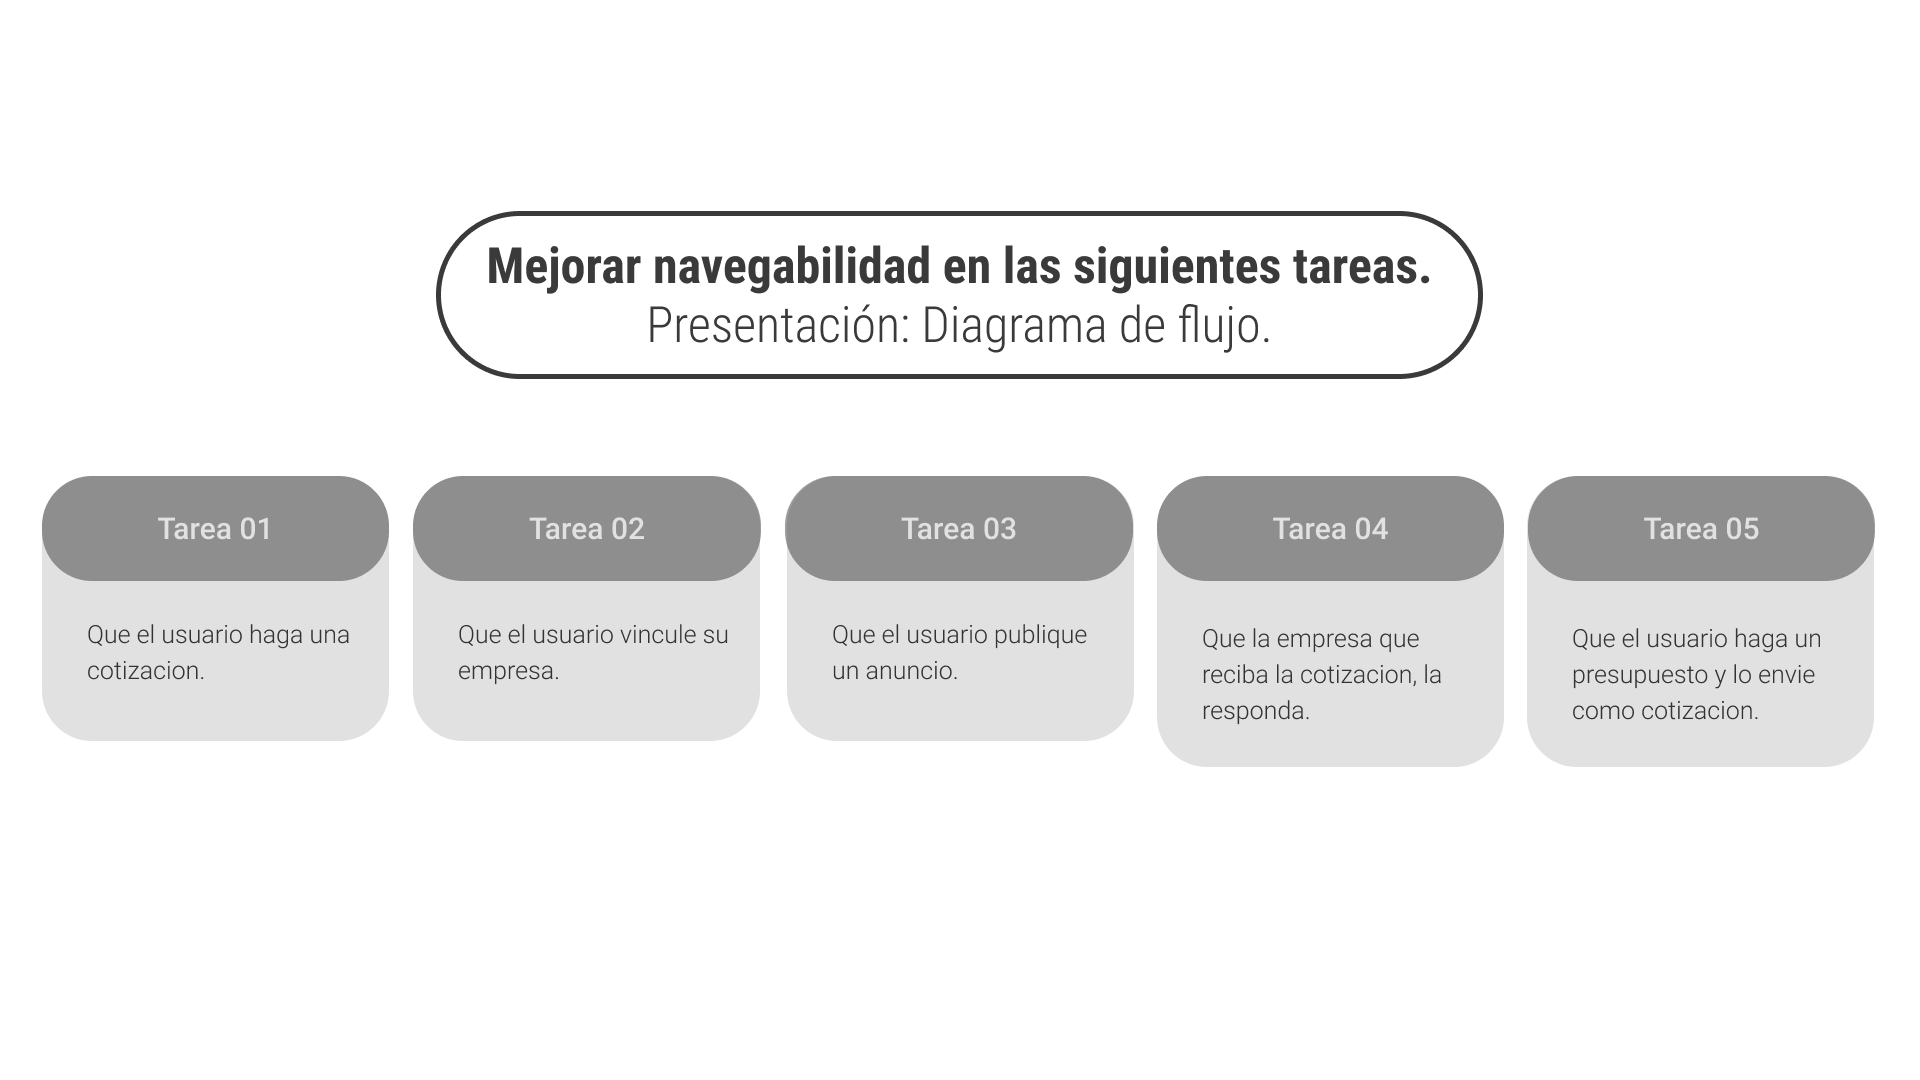 Mejorar navegabilidad en las siguientes tareas.
Presentación: Diagrama de flujo.
Tarea 01
Que el usuario haga una
cotizacion.
Tarea 02
Que el usuario vincule su
empresa.
Tarea 03
Que el usuario publique
un anuncio.
Tarea 04
Que la empresa que
reciba la cotizacion, la
responda.
Tarea 05
Que el usuario haga un
presupuesto y lo envie
como cotizacion.